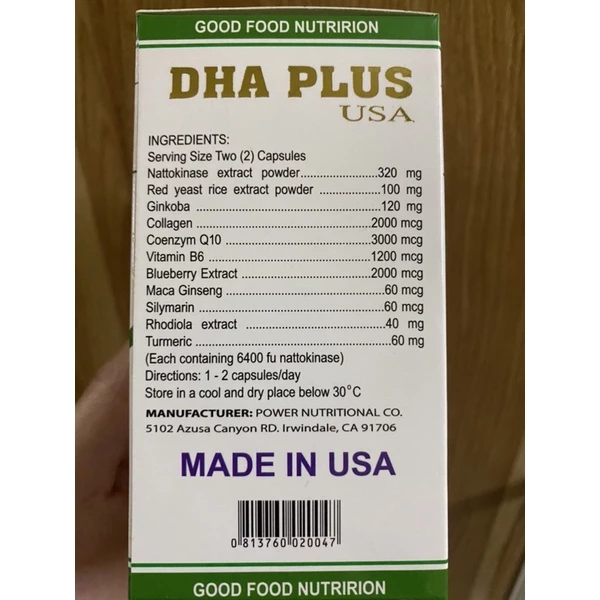 GOOD FOOD NUTRIRION
DHA PLUS
USA
INGREDIENTS:
Serving Size Two (2) Capsules
Nattokinase extract powder....................320 mg
Red yeast rice extract powder ...............100 mg
Ginkoba ................................................120 mg
Collagen .............................................2000 mcg
Coenzym Q10 ....................................3000 mcg
Vitamin B6 .........................................1200 mcg
Blueberry Extract ...............................2000 mcg
Maca Ginseng ........................................60 mcg
Silymarin ................................................60 mcg
Rhodiola extract ...................................40 mg
Turmeric ..................................................60 mg
(Each containing 6400 fu nattokinase)
Directions: 1 - 2 capsules/day
Store in a cool and dry place below 30°C
MANUFACTURER: POWER NUTRITIONAL CO.
5102 Azusa Canyon RD. Irwindale, CA 91706
MADE IN USA
0 813760 020047
GOOD FOOD NUTRIRION